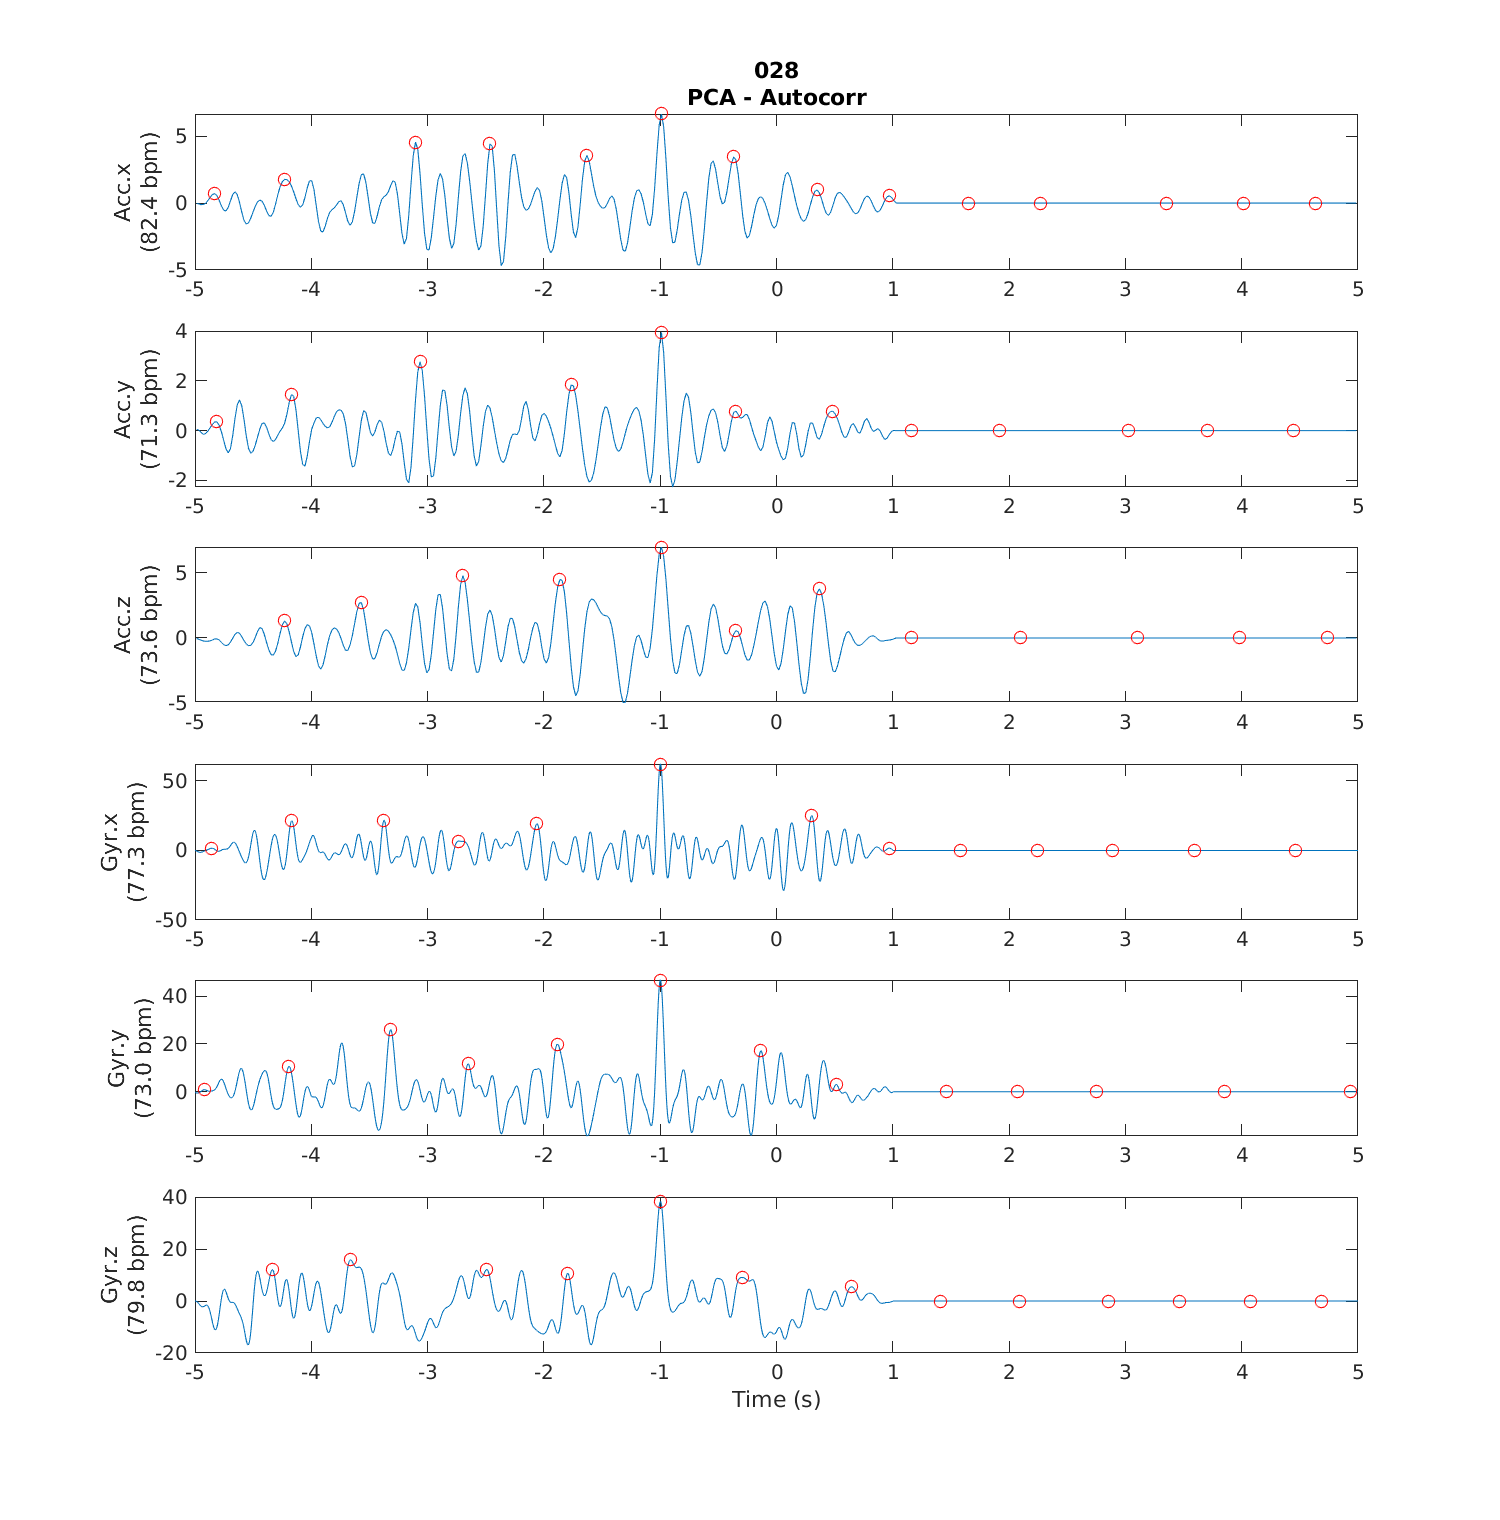 028
PCA - Autocorr
Acc.x
(82.4 bpm)
5
0
-5
-5 -4 -3 -2 -1 0 1 2 3 4 5
Acc.y
(71.3 bpm)
4
2
0
-2
-5 -4 -3 -2 -1 0 1 2 3 4 5
Acc.z
(73.6 bpm)
5
0
-5
-5 -4 -3 -2 -1 0 1 2 3 4 5
Gyr.x
(77.3 bpm)
50
0
-50
-5 -4 -3 -2 -1 0 1 2 3 4 5
Gyr.y
(73.0 bpm)
40
20
0
-5 -4 -3 -2 -1 0 1 2 3 4 5
Gyr.z
(79.8 bpm)
40
20
0
-20
-5 -4 -3 -2 -1 0 1 2 3 4 5
Time (s)